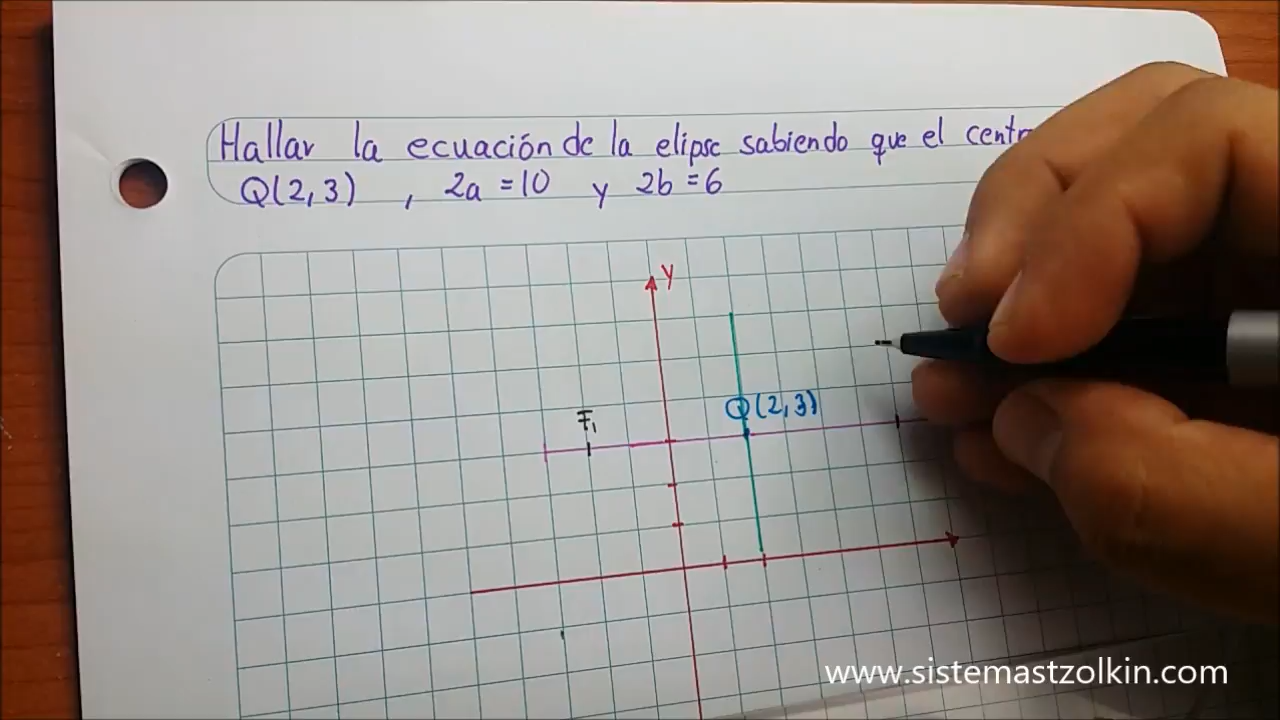 Hallar la ecuación de la elipse sabiendo que el centro
Q(2,3) , 2a = 10 y 2b = 6
y
Q(2,3)
F₁
www.sistemastzolkin.com